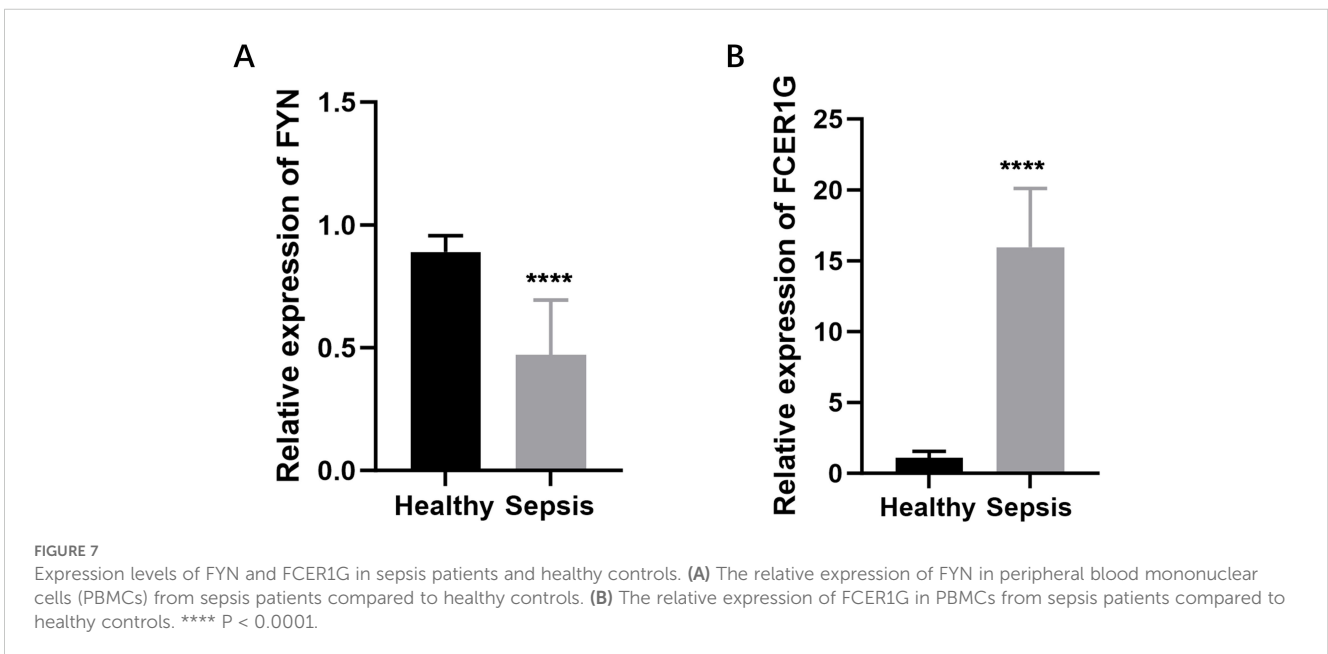 A
Relative expression of FYN
1.5
1.0
0.5
0.0
****
Healthy Sepsis
B
Relative expression of FCER1G
25
20
15
10
5
0
****
Healthy Sepsis
FIGURE 7
Expression levels of FYN and FCER1G in sepsis patients and healthy controls. (A) The relative expression of FYN in peripheral blood mononuclear
cells (PBMCs) from sepsis patients compared to healthy controls. (B) The relative expression of FCER1G in PBMCs from sepsis patients compared to
healthy controls. **** P < 0.0001.